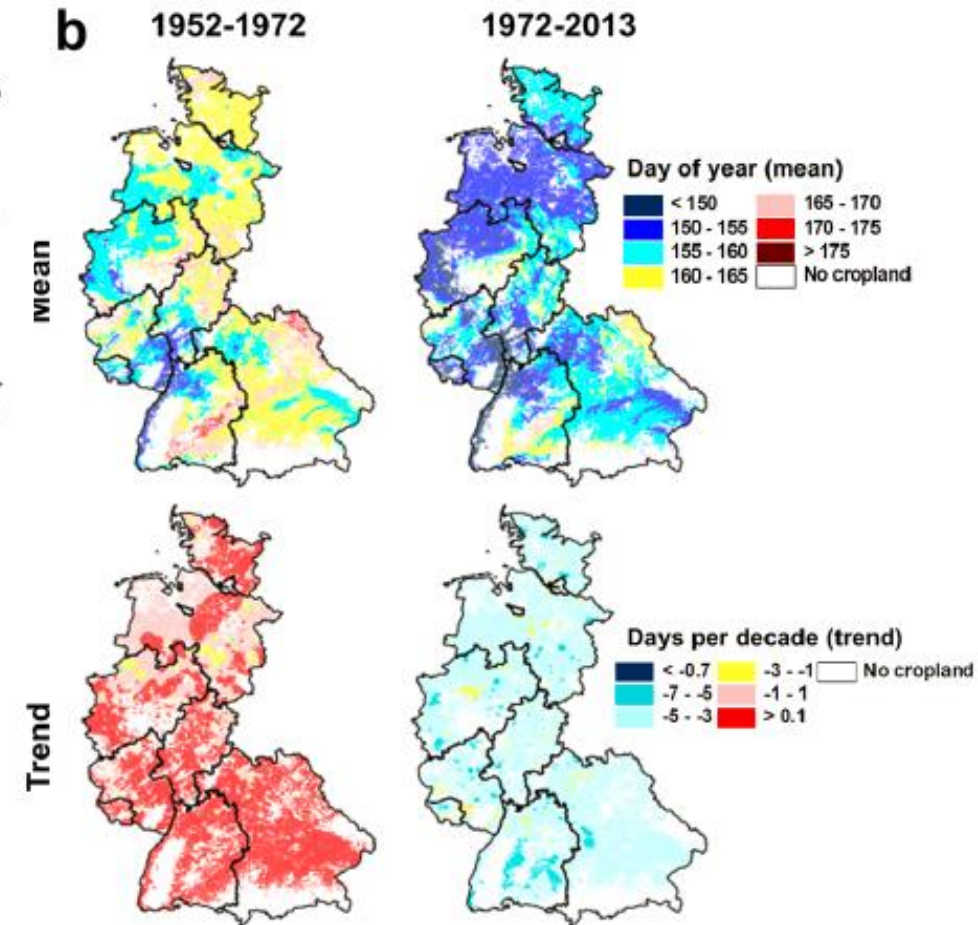 b
1952-1972
1972-2013
Mean
Day of year (mean)
< 150
165 - 170
150 - 155
170 - 175
155 - 160
> 175
160 - 165
No cropland
Trend
Days per decade (trend)
< -0.7
-3 - -1
No cropland
-7 - -5
-1 - 1
-5 - -3
> 0.1